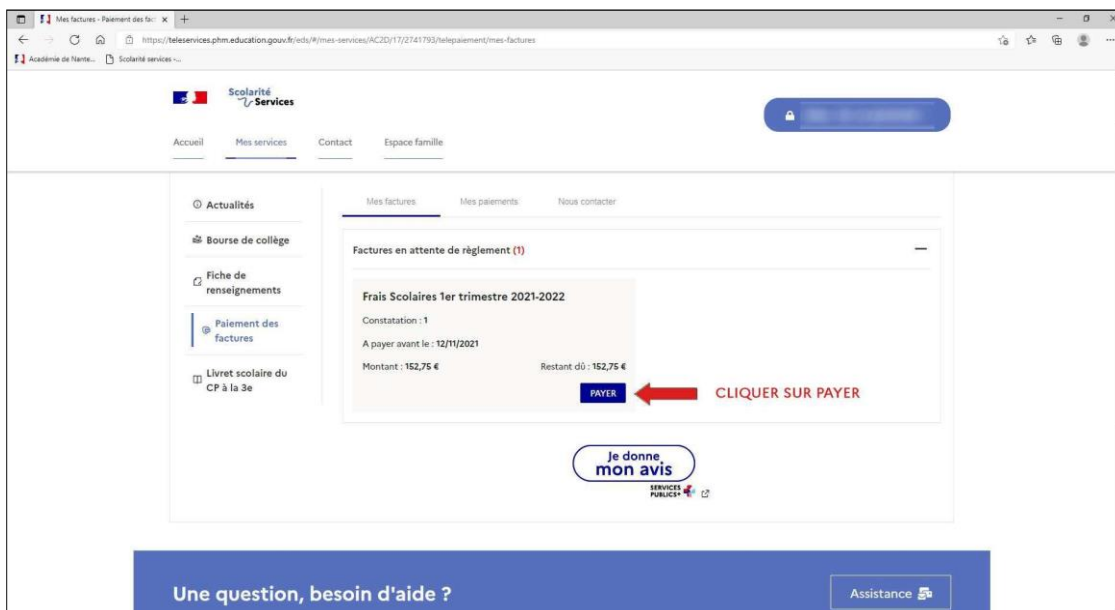 Mes factures - Paiement des fac
https://teleservices.phm.education.gouv.fr/eds/#/mes-services/AC2D/17/2741793/telepaiement/mes-factures
Académie de Nante...
Scolarité services -...
Scolarité
Services
Accueil
Mes services
Contact
Espace famille
Actualités
Bourse de collège
Fiche de
renseignements
Paiement des
factures
Livret scolaire du
CP à la 3e
Mes factures
Mes paiements
Nous contacter
Factures en attente de règlement (1)
Frais Scolaires 1er trimestre 2021-2022
Constatation : 1
A payer avant le : 12/11/2021
Montant : 152,75 €
Restant dû : 152,75 €
PAYER
CLIQUER SUR PAYER
Je donne
mon avis
SERVICES
PUBLICS+
Une question, besoin d'aide ?
Assistance